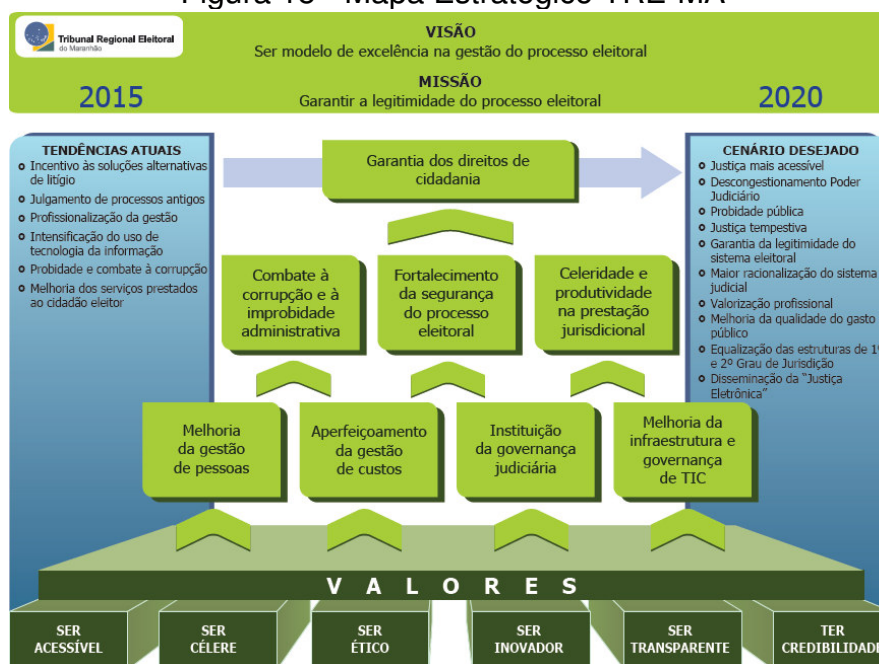 Figura 18 - Mapa Estratégico TRE-MA
Tribunal Regional Eleitoral
do Maranhão
VISÃO
Ser modelo de excelência na gestão do processo eleitoral
MISSÃO
Garantir a legitimidade do processo eleitoral
2015
2020
TENDÊNCIAS ATUAIS
Incentivo às soluções alternativas
de litígio
Julgamento de processos antigos
Profissionalização da gestão
Intensificação do uso de
tecnologia da informação
Probidade e combate à corrupção
Melhoria dos serviços prestados
ao cidadão eleitor
Garantia dos direitos de
cidadania
Combate à
corrupção e à
improbidade
administrativa
Fortalecimento
da segurança
do processo
eleitoral
Celeridade e
produtividade
na prestação
jurisdicional
Melhoria
da gestão
de pessoas
Aperfeiçoamento
da gestão
de custos
Instituição
da governança
judiciária
Melhoria da
infraestrutura e
governança
de TIC
CENÁRIO DESEJADO
Justiça mais acessível
Descongestionamento Poder
Judiciário
Probidade pública
Justiça tempestiva
Garantia da legitimidade do
sistema eleitoral
Maior racionalização do sistema
judicial
Valorização profissional
Melhoria da qualidade do gasto
público
Equalização das estruturas de 1º
e 2º Grau de Jurisdição
Disseminação da “Justiça
Eletrônica”
VALORES
SER
ACESSÍVEL
SER
CÉLERE
SER
ÉTICO
SER
INOVADOR
SER
TRANSPARENTE
TER
CREDIBILIDADE